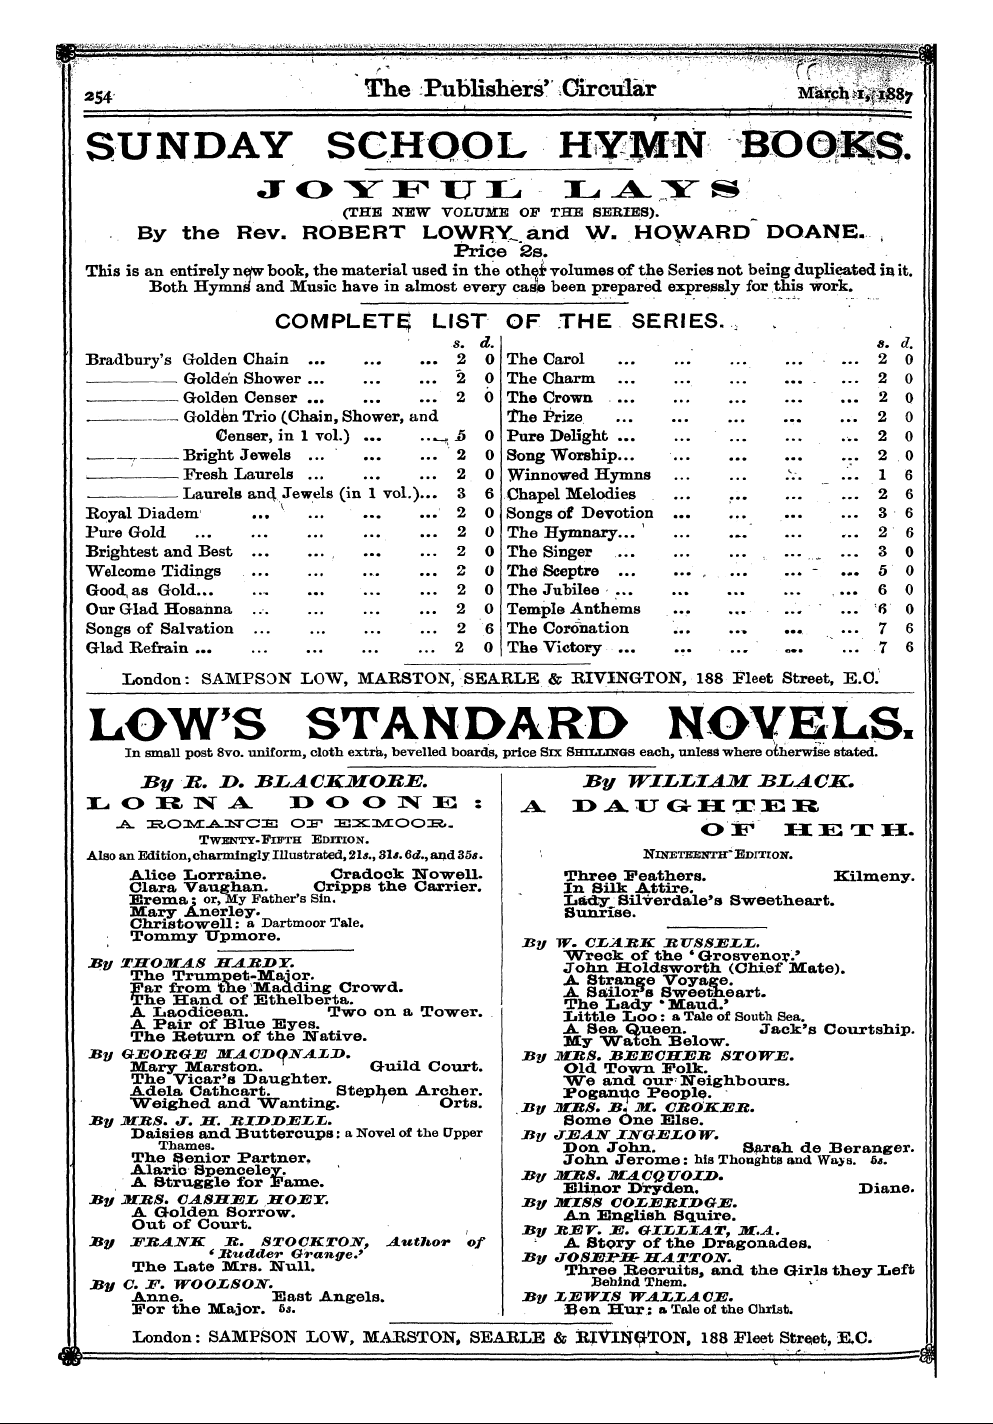 254 The Publishers' Circular March 1, 1887
SUNDAY SCHOOL HYMN BOOKS.
JOYFUL LAYS
(THE NEW VOLUME OF THE SERIES).
By the Rev. ROBERT LOWRY and W. HOWARD DOANE.
Price 2s.
This is an entirely new book, the material used in the other volumes of the Series not being duplicated in it.
Both Hymns and Music have in almost every case been prepared expressly for this work.
COMPLETE LIST OF THE SERIES.
s. d.
Bradbury's Golden Chain ... ... ... 2 0
——— Golden Shower ... ... ... 2 0
——— Golden Censer ... ... ... 2 0
——— Golden Trio (Chain, Shower, and
Censer, in 1 vol.) ... ... 5 0
——— Bright Jewels ... ... ... 2 0
——— Fresh Laurels ... ... ... 2 0
——— Laurels and Jewels (in 1 vol.)... 3 6
Royal Diadem ... ... ... ... 2 0
Pure Gold ... ... ... ... ... 2 0
Brightest and Best ... ... ... ... 2 0
Welcome Tidings ... ... ... ... 2 0
Good as Gold... ... ... ... ... 2 0
Our Glad Hosanna ... ... ... ... 2 0
Songs of Salvation ... ... ... ... 2 6
Glad Refrain ... ... ... ... ... 2 0
s. d.
The Carol ... ... ... ... ... 2 0
The Charm ... ... ... ... ... 2 0
The Crown ... ... ... ... ... 2 0
The Prize ... ... ... ... ... 2 0
Pure Delight ... ... ... ... ... 2 0
Song Worship... ... ... ... ... 2 0
Winnowed Hymns ... ... ... ... 1 6
Chapel Melodies ... ... ... ... 2 6
Songs of Devotion ... ... ... ... 3 6
The Hymnary... ... ... ... ... 2 6
The Singer ... ... ... ... ... 3 0
The Sceptre ... ... ... ... ... 5 0
The Jubilee ... ... ... ... ... 6 0
Temple Anthems ... ... ... ... 6 0
The Coronation ... ... ... ... 7 6
The Victory ... ... ... ... ... 7 6
London: SAMPSON LOW, MARSTON, SEARLE & RIVINGTON, 188 Fleet Street, E.C.
LOW'S STANDARD NOVELS.
In small post 8vo. uniform, cloth extra, bevelled boards, price SIX SHILLINGS each, unless where otherwise stated.
By R. D. BLACKMORE.
LORNA DOONE:
A ROMANCE OF EXMOOR.
TWENTY-FIFTH EDITION.
Also an Edition, charmingly Illustrated, 21s., 31s. 6d., and 35s.
Alice Lorraine. Cradock Nowell.
Clara Vaughan. Cripps the Carrier.
Erema; or, My Father's Sin.
Mary Anerley.
Christowell: a Dartmoor Tale.
Tommy Upmore.
By THOMAS HARDY.
The Trumpet-Major.
Far from the Madding Crowd.
The Hand of Ethelberta.
A Laodicean. Two on a Tower.
A Pair of Blue Eyes.
The Return of the Native.
By GEORGE MACDONALD.
Mary Marston. Guild Court.
The Vicar's Daughter.
Adela Cathcart. Stephen Archer.
Weighed and Wanting. Orts.
By MRS. J. H. RIDDELL.
Daisies and Buttercups: a Novel of the Upper
Thames.
The Senior Partner.
Alaric Spenceley.
A Struggle for Fame.
By MRS. CASHEL HOEY.
A Golden Sorrow.
Out of Court.
By FRANK R. STOCKTON, Author of
'Rudder Grange.'
The Late Mrs. Null.
By C. F. WOOLSON.
Anne. East Angels.
For the Major. 5s.
By WILLIAM BLACK.
A DAUGHTER
OF HETH.
NINETEENTH EDITION.
Three Feathers. Kilmeny.
In Silk Attire.
Lady Silverdale's Sweetheart.
Sunrise.
By W. CLARK RUSSELL.
Wreck of the 'Grosvenor.'
John Holdsworth (Chief Mate).
A Strange Voyage.
A Sailor's Sweetheart.
The Lady 'Maud.'
Little Loo: a Tale of South Sea.
A Sea Queen. Jack's Courtship.
My Watch Below.
By MRS. BEECHER STOWE.
Old Town Folk.
We and our Neighbours.
Poganuc People.
By MRS. B. M. CROKER.
Some One Else.
By JEAN INGELOW.
Don John. Sarah de Beranger.
John Jerome: his Thoughts and Ways. 5s.
By MRS. MACQUOID.
Elinor Dryden. Diane.
By MISS COLERIDGE.
An English Squire.
By REV. E. GILLIAT, M.A.
A Story of the Dragonades.
By JOSEPH HATTON.
Three Recruits, and the Girls they Left
Behind Them.
By LEWIS WALLACE.
Ben Hur: a Tale of the Christ.
London: SAMPSON LOW, MARSTON, SEARLE & RIVINGTON, 188 Fleet Street, E.C.